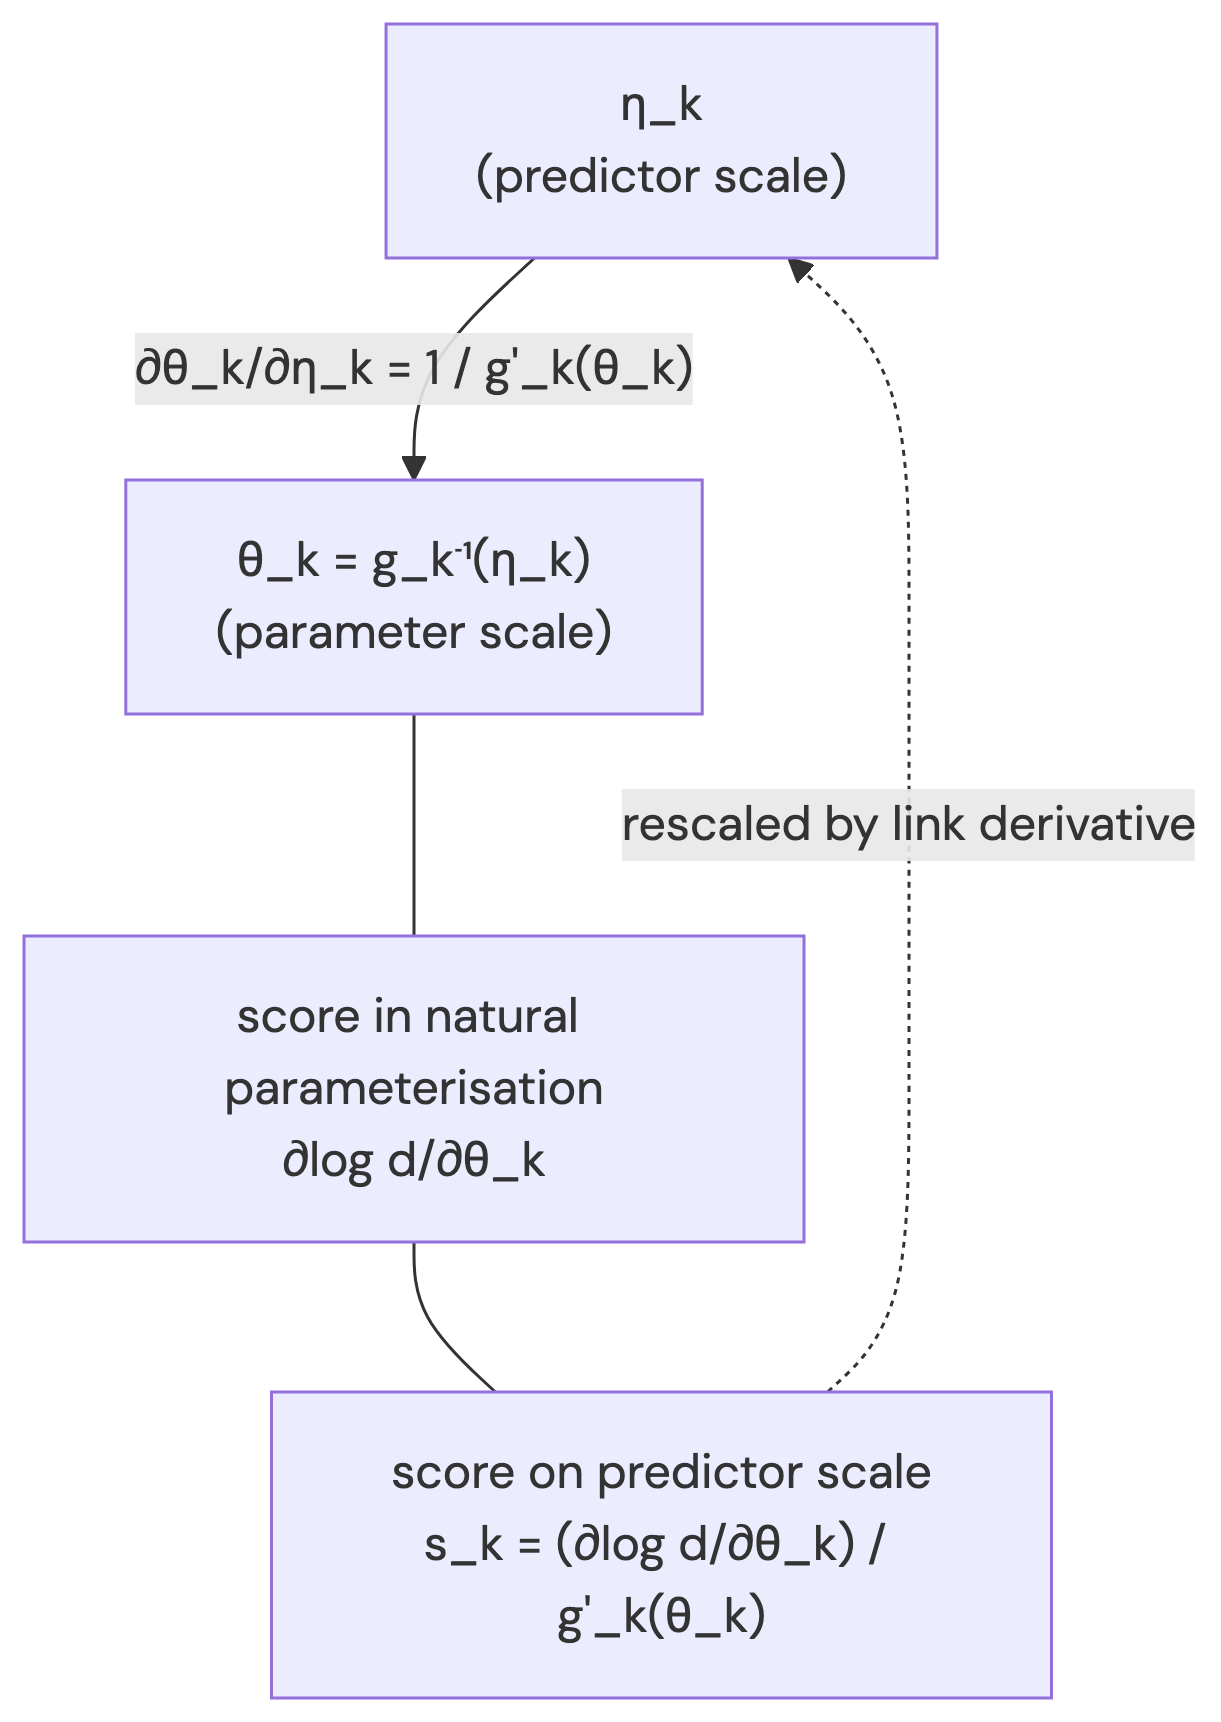 η_k
(predictor scale)
∂θ_k/∂η_k = 1 / g'_k(θ_k)
θ_k = g_k⁻¹(η_k)
(parameter scale)
rescaled by link derivative
score in natural
parameterisation
∂log d/∂θ_k
score on predictor scale
s_k = (∂log d/∂θ_k) /
g'_k(θ_k)